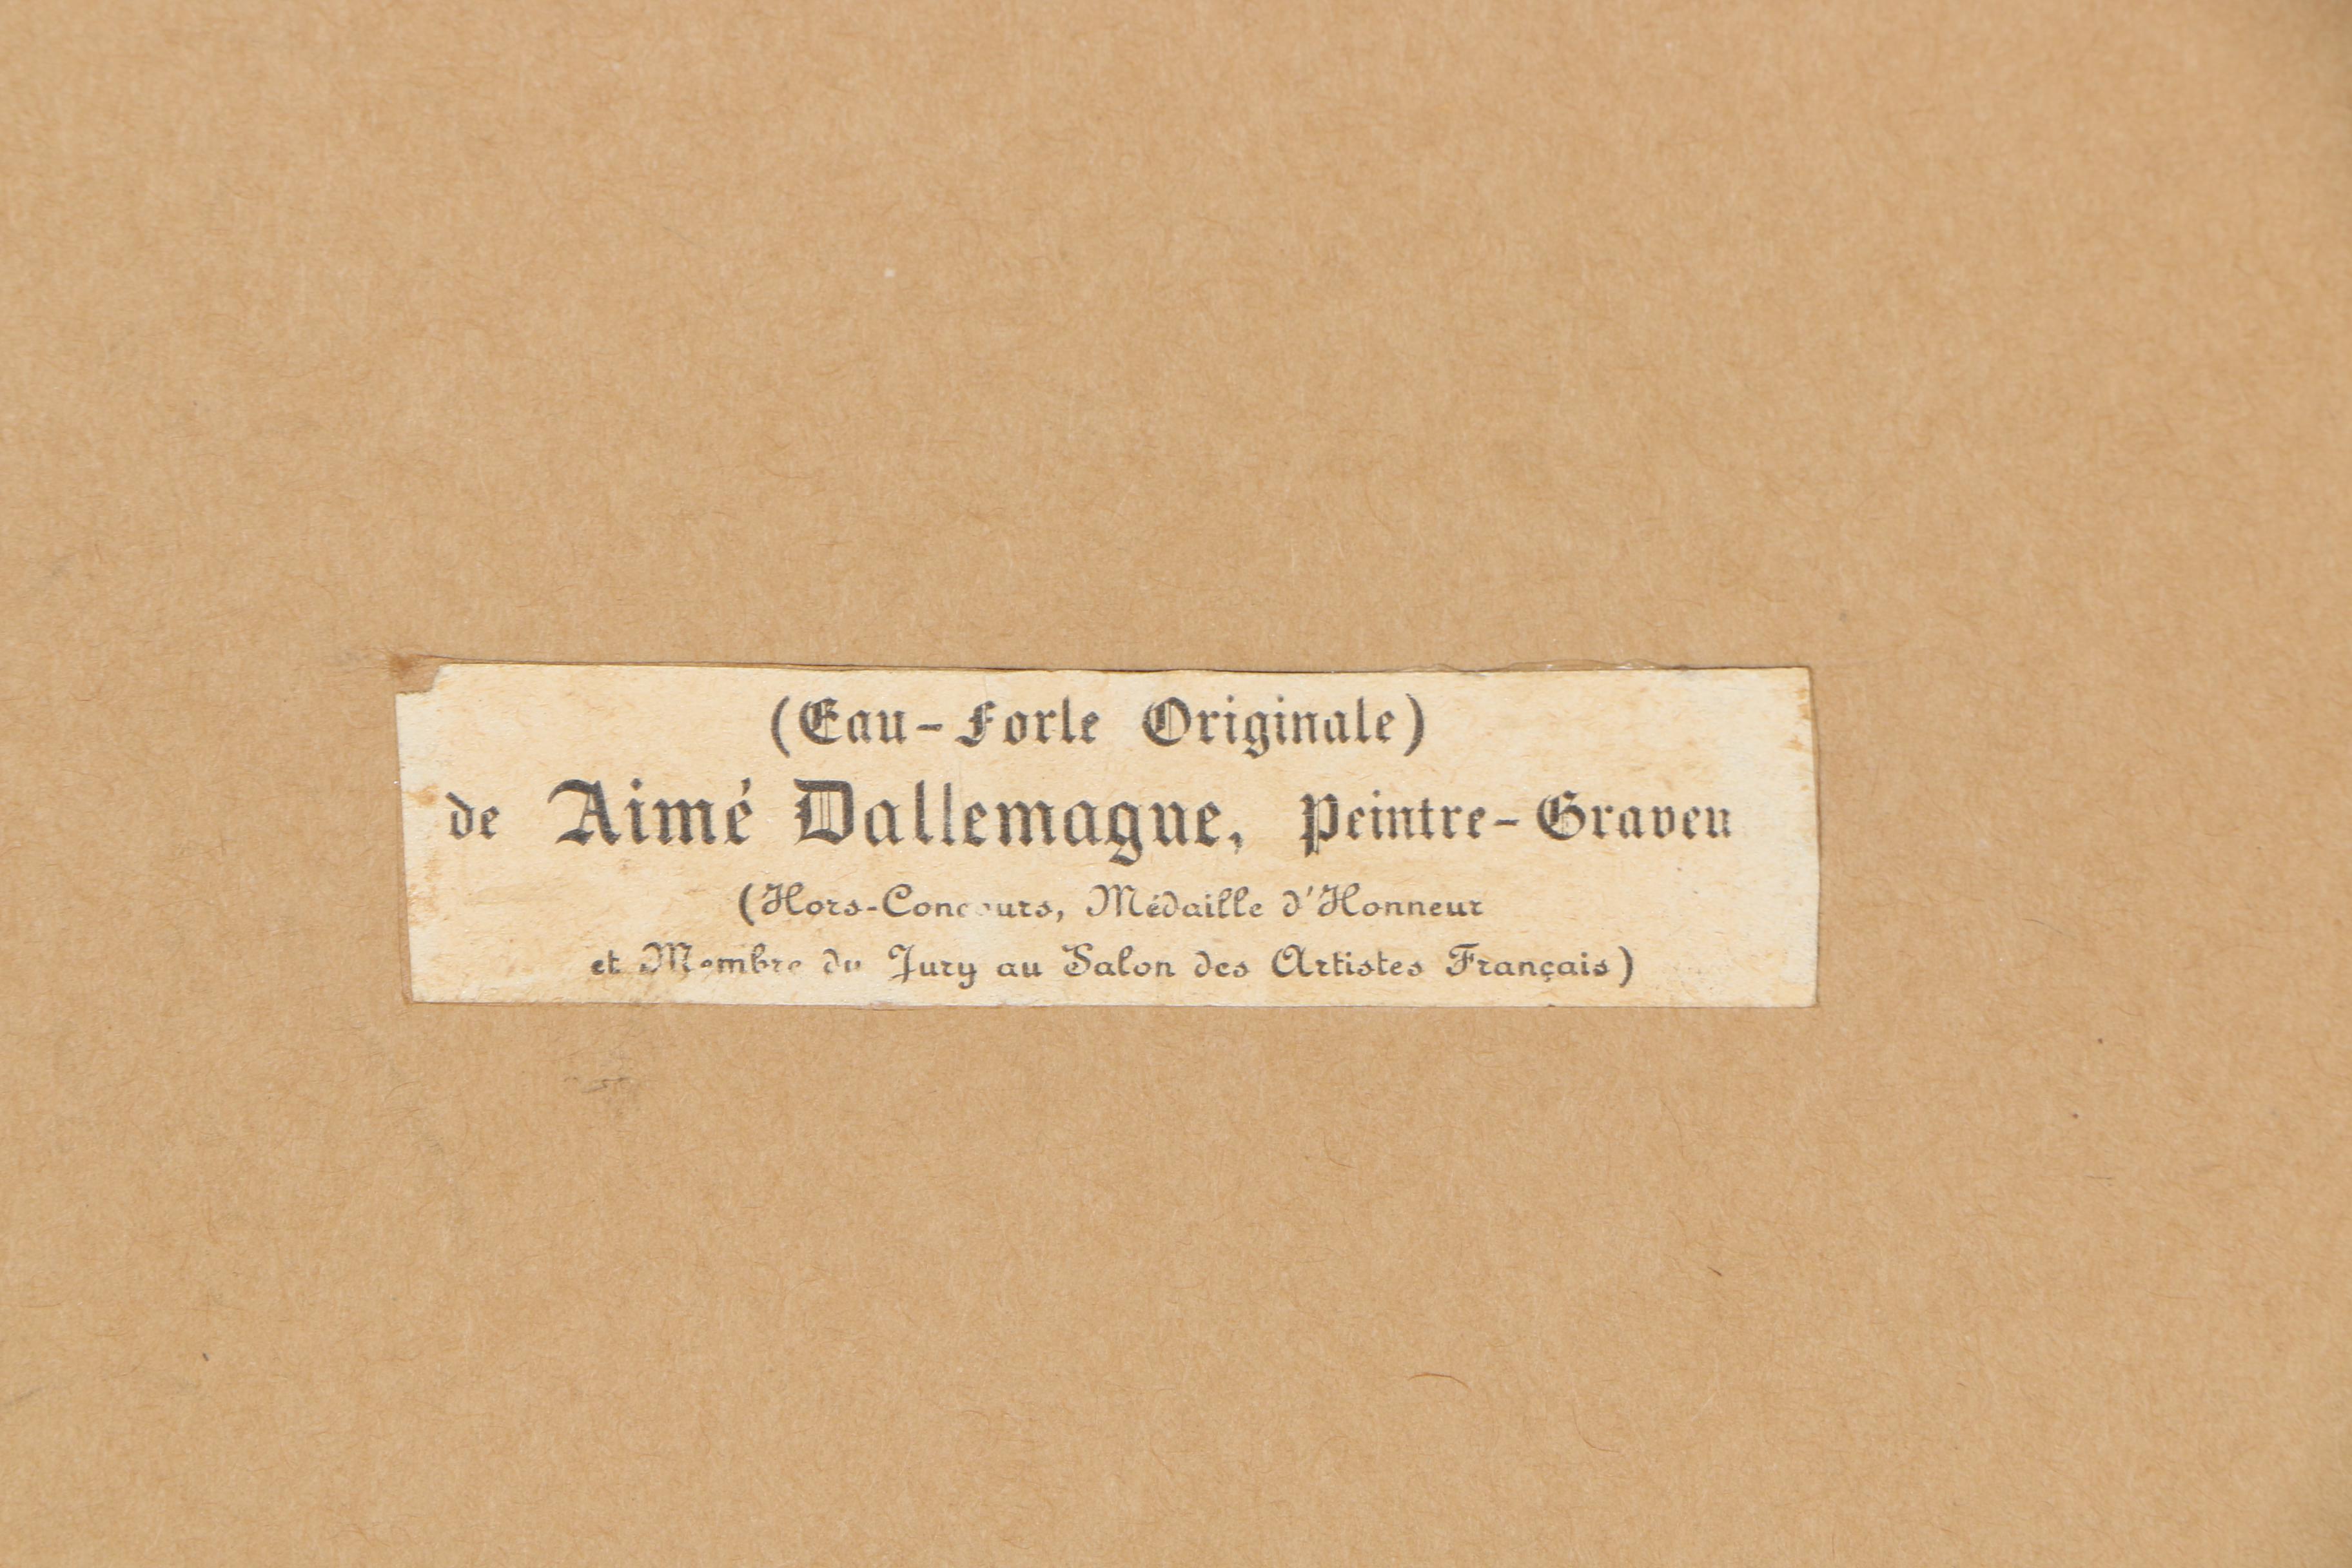 (Eau-Forte Originale)
de Aimé Dallemagne, Peintre-Graveu
(Hors-Concours, Médaille d'Honneur
et Membre du Jury au Salon des Artistes Français)